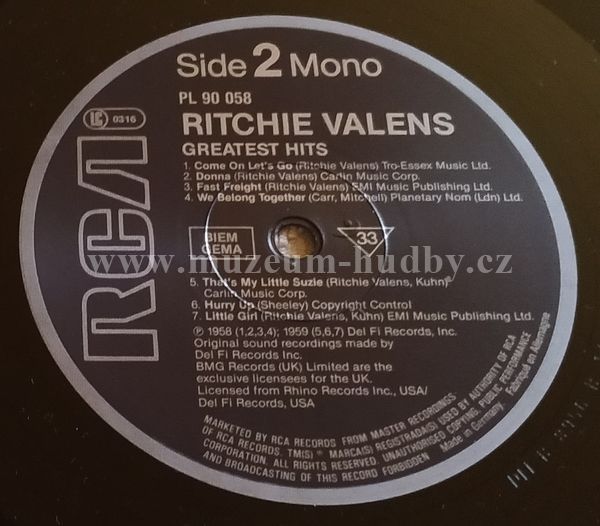 Side 2 Mono
PL 90 058
LC 0316
RITCHIE VALENS
GREATEST HITS
RCA
1. Come On Let's Go (Ritchie Valens) Tro-Essex Music Ltd.
2. Donna (Ritchie Valens) Carlin Music Corp.
3. Fast Freight (Ritchie Valens) EMI Music Publishing Ltd.
4. We Belong Together (Carr, Mitchell) Planetary Nom (Ldn) Ltd.
BIEM
GEMA
33
www.muzeum-hudby.cz
5. That's My Little Suzie (Ritchie Valens, Kuhn)
Carlin Music Corp.
6. Hurry Up (Sheeley) Copyright Control
7. Little Girl (Ritchie Valens, Kuhn) EMI Music Publishing Ltd.
℗ 1958 (1,2,3,4); 1959 (5,6,7) Del Fi Records, Inc.
Original sound recordings made by
Del Fi Records Inc.
BMG Records (UK) Limited are the
exclusive licensees for the UK.
Licensed from Rhino Records Inc., USA/
Del Fi Records, USA
MARKETED BY RCA RECORDS FROM MASTER RECORDINGS
OF RCA RECORDS. TM(S) ® MARCA(S) REGISTRADA(S) USED BY AUTHORITY OF RCA
CORPORATION. ALL RIGHTS RESERVED. UNAUTHORISED COPYING, PUBLIC PERFORMANCE
AND BROADCASTING OF THIS RECORD FORBIDDEN
Made in Germany. Fabriqué en Allemagne